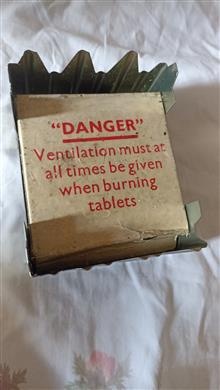 "DANGER"
Ventilation must at
all times be given
when burning
tablets